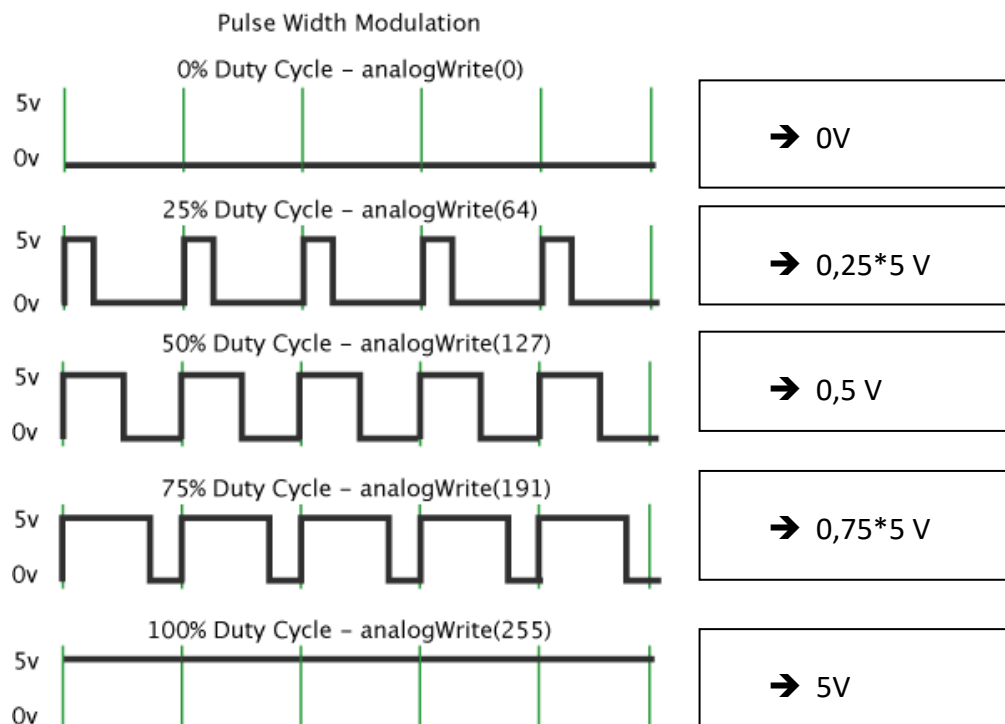 Pulse Width Modulation
0% Duty Cycle – analogWrite(0)
5v
0v
➔ 0V
25% Duty Cycle – analogWrite(64)
5v
0v
➔ 0,25*5 V
50% Duty Cycle – analogWrite(127)
5v
0v
➔ 0,5 V
75% Duty Cycle – analogWrite(191)
5v
0v
➔ 0,75*5 V
100% Duty Cycle – analogWrite(255)
5v
0v
➔ 5V